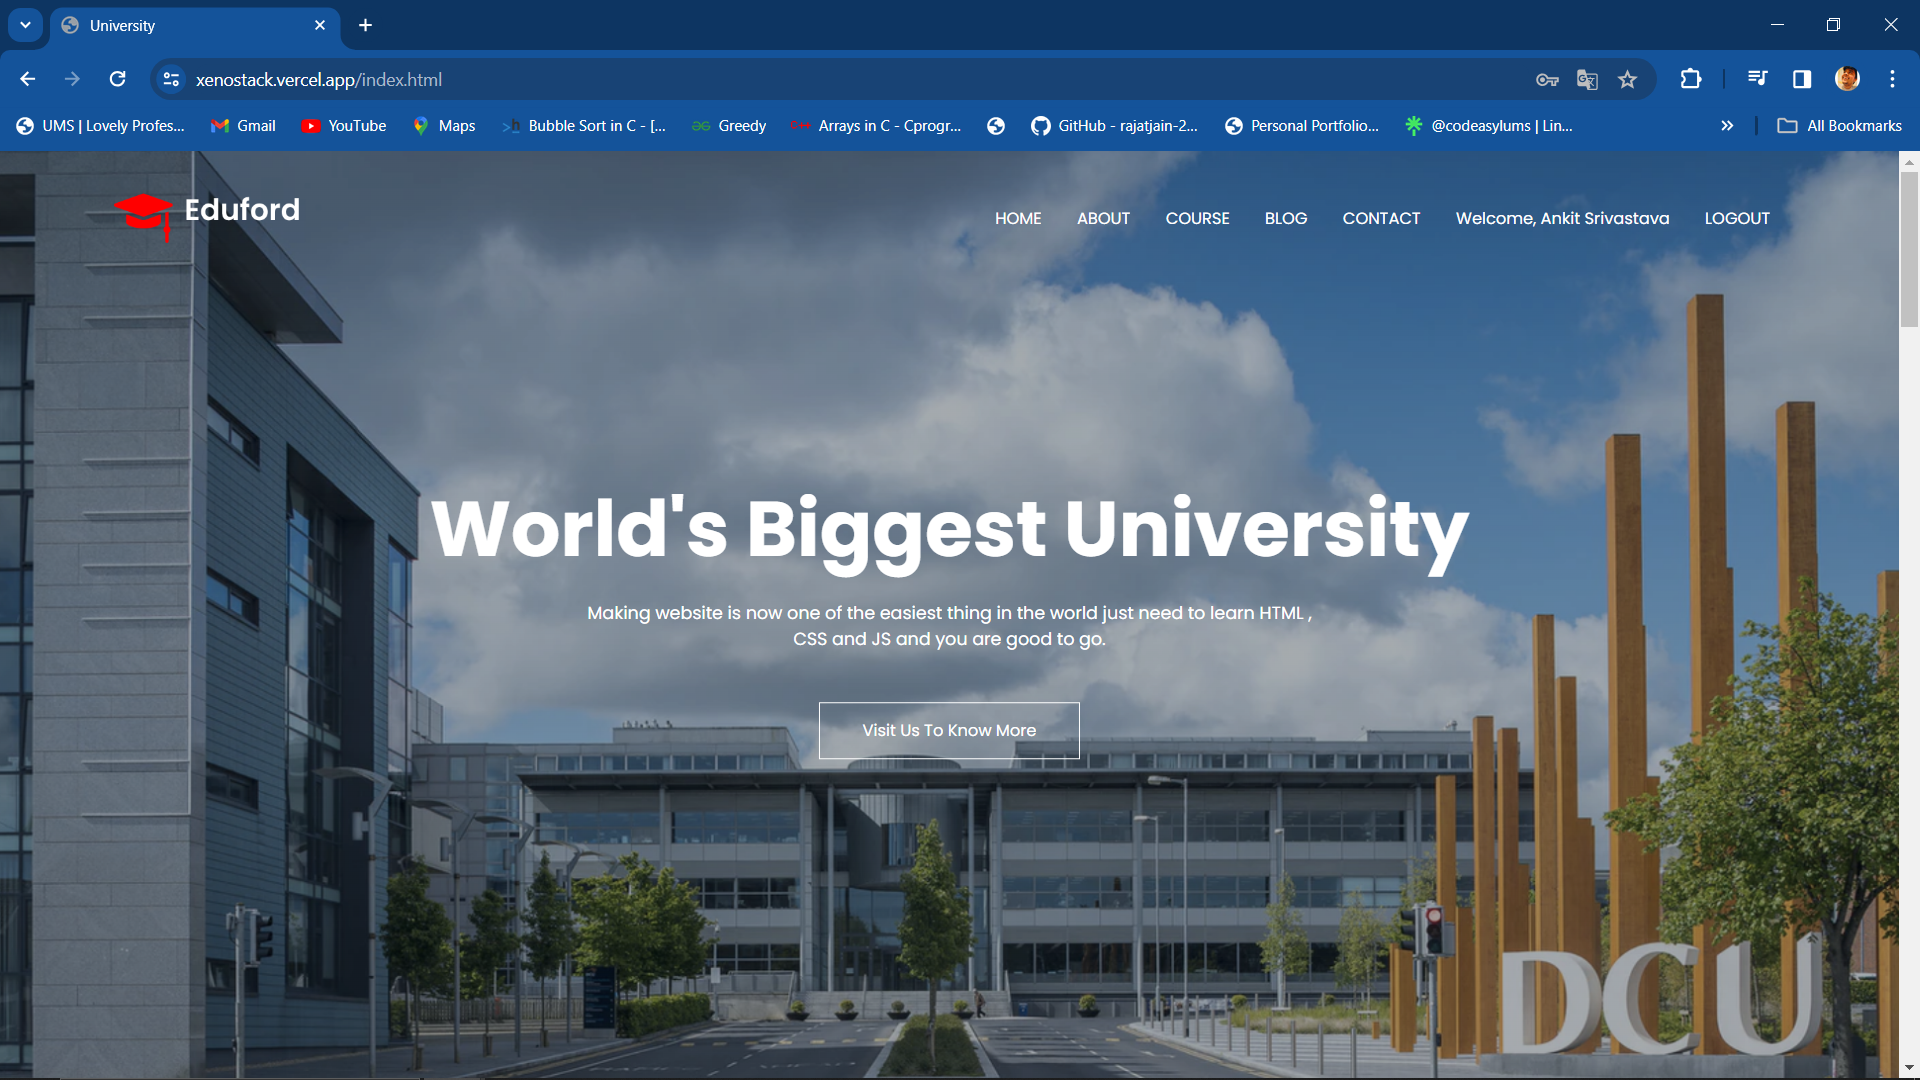 University
xenostack.vercel.app/index.html
UMS | Lovely Profes...
Gmail
YouTube
Maps
Bubble Sort in C - [...
Greedy
Arrays in C - Cprogr...
GitHub - rajatjain-2...
Personal Portfolio...
@codeasylums | Lin...
All Bookmarks
Eduford
HOME
ABOUT
COURSE
BLOG
CONTACT
Welcome, Ankit Srivastava
LOGOUT
World's Biggest University
Making website is now one of the easiest thing in the world just need to learn HTML ,
CSS and JS and you are good to go.
Visit Us To Know More
DCU